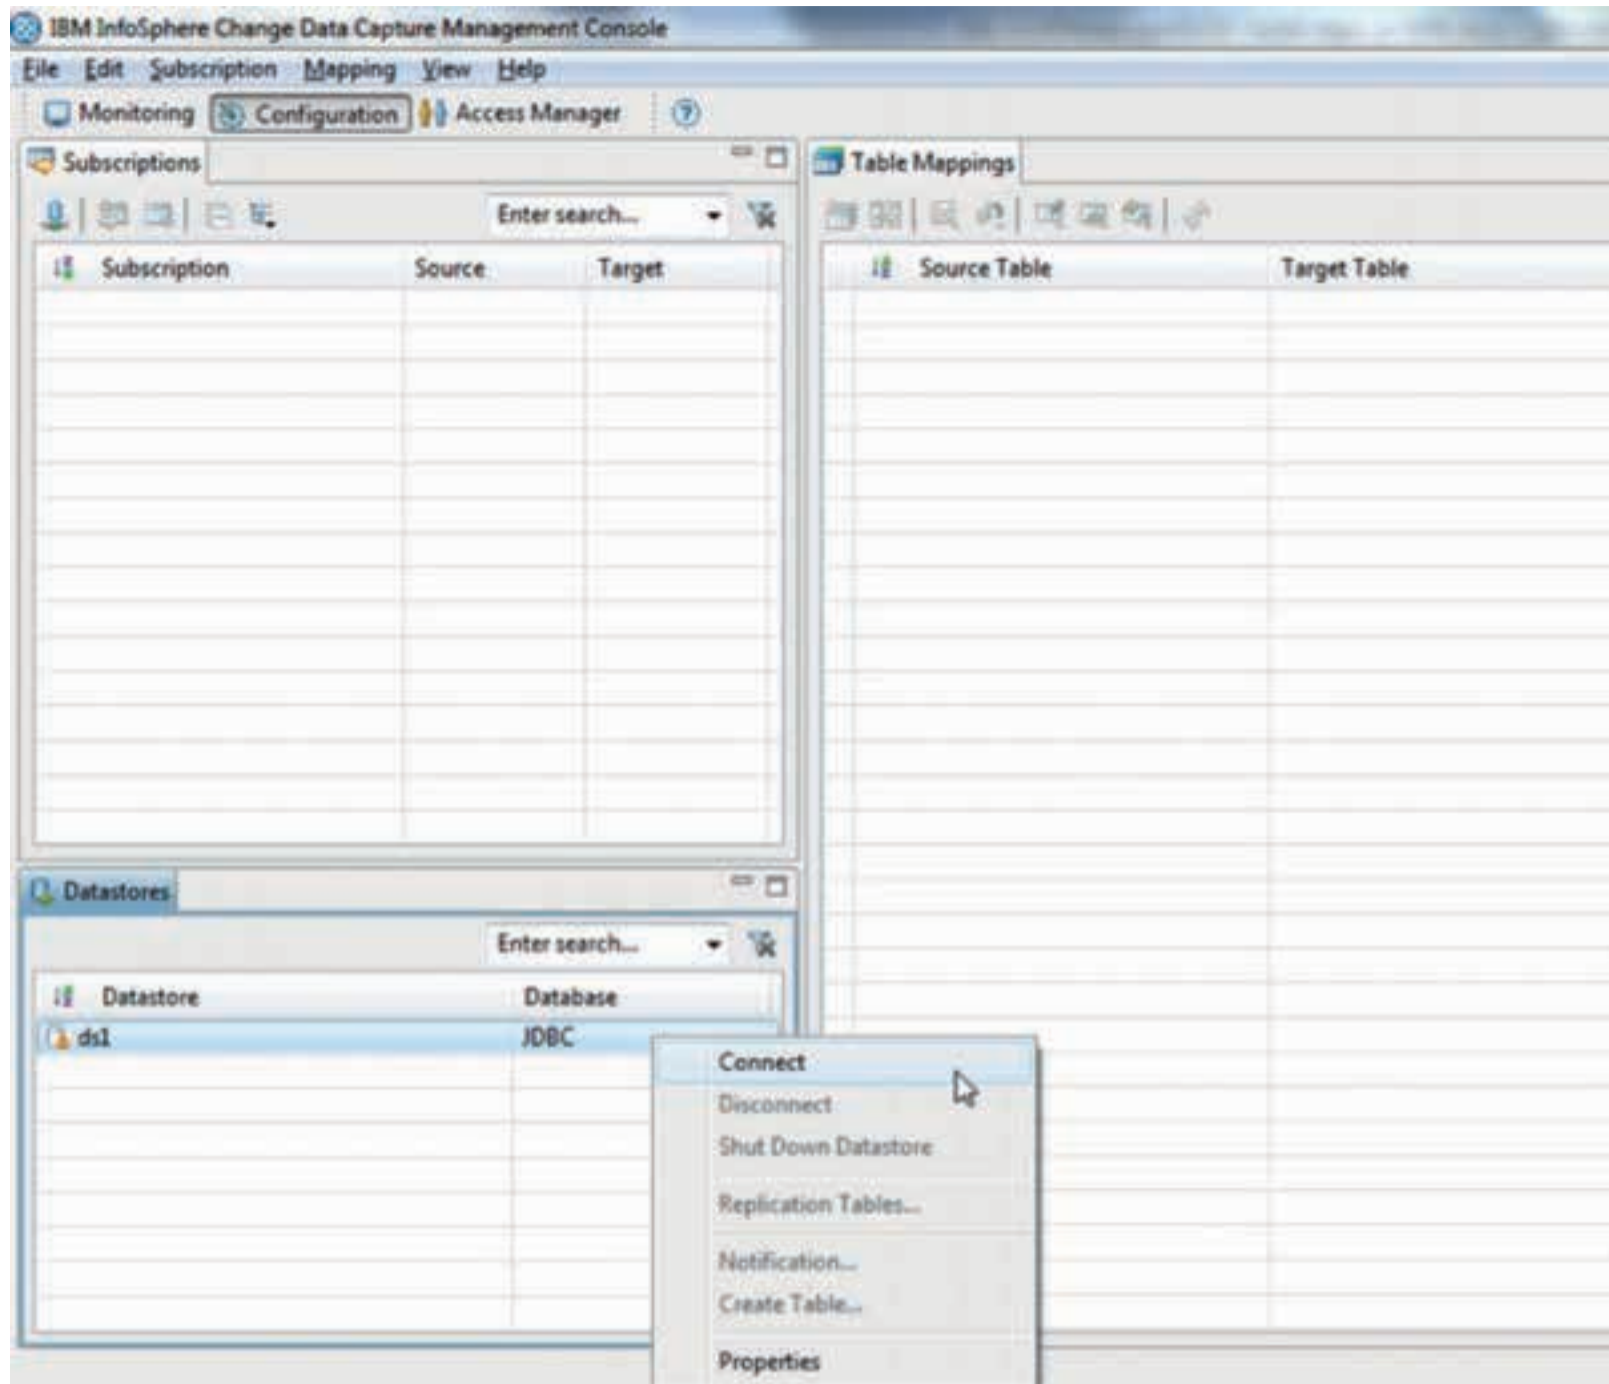 IBM InfoSphere Change Data Capture Management Console
File Edit Subscription Mapping View Help
Monitoring Configuration Access Manager
Subscriptions
Enter search...
Subscription Source Target
Table Mappings
Source Table Target Table
Datastores
Enter search...
Datastore Database
ds1 JDBC
Connect
Disconnect
Shut Down Datastore
Replication Tables...
Notification...
Create Table...
Properties